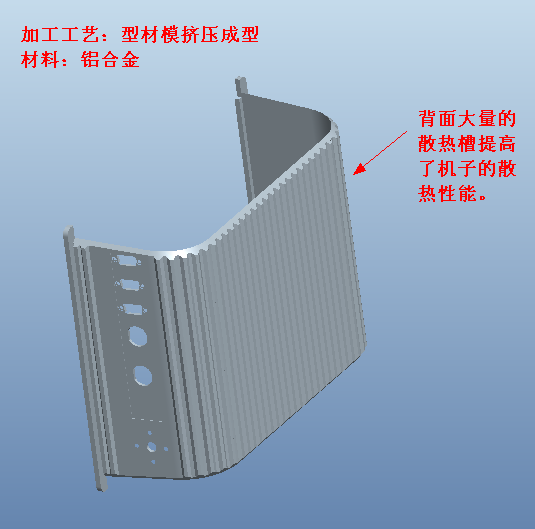 加工工艺：型材模挤压成型
材料：铝合金
背面大量的
散热槽提高
了机子的散
热性能。